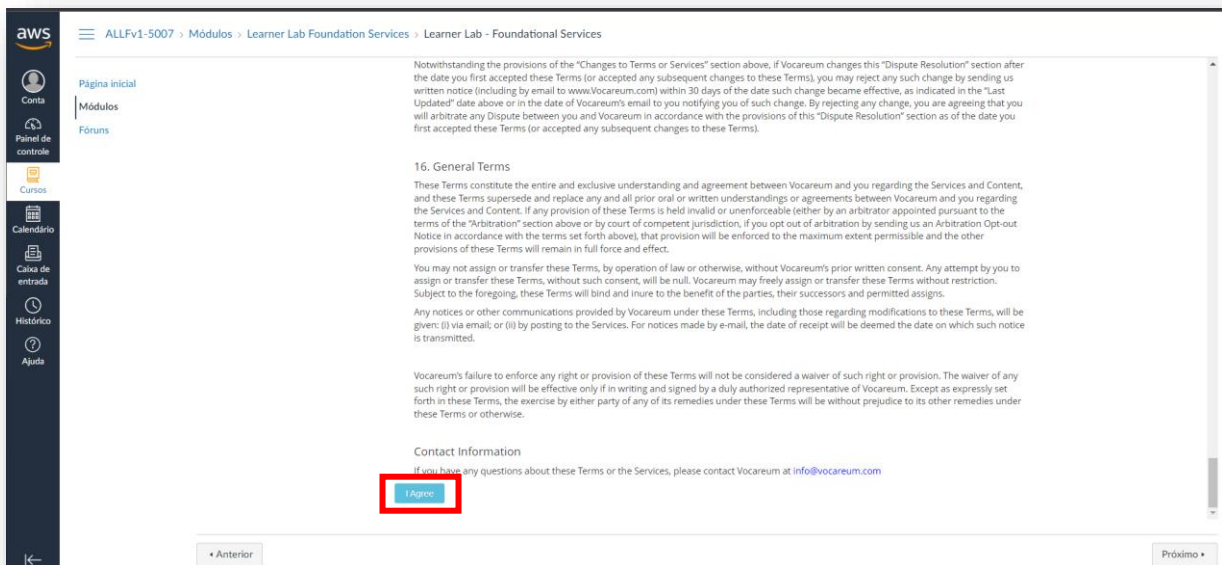 aws
ALLFv1-5007 › Módulos › Learner Lab Foundation Services › Learner Lab - Foundational Services
Conta
Painel de
controle
Cursos
Calendário
Caixa de
entrada
Histórico
Ajuda
Página inicial
Módulos
Fóruns
Notwithstanding the provisions of the "Changes to Terms or Services" section above, if Vocareum changes this "Dispute Resolution" section after
the date you first accepted these Terms (or accepted any subsequent changes to these Terms), you may reject any such change by sending us
written notice (including by email to www.Vocareum.com) within 30 days of the date such change became effective, as indicated in the "Last
Updated" date above or in the date of Vocareum's email to you notifying you of such change. By rejecting any change, you are agreeing that you
will arbitrate any Dispute between you and Vocareum in accordance with the provisions of this "Dispute Resolution" section as of the date you
first accepted these Terms (or accepted any subsequent changes to these Terms).
16. General Terms
These Terms constitute the entire and exclusive understanding and agreement between Vocareum and you regarding the Services and Content,
and these Terms supersede and replace any and all prior oral or written understandings or agreements between Vocareum and you regarding
the Services and Content. If any provision of these Terms is held invalid or unenforceable (either by an arbitrator appointed pursuant to the
terms of the "Arbitration" section above or by court of competent jurisdiction, if you opt out of arbitration by sending us an Arbitration Opt-out
Notice in accordance with the terms set forth above), that provision will be enforced to the maximum extent permissible and the other
provisions of these Terms will remain in full force and effect.
You may not assign or transfer these Terms, by operation of law or otherwise, without Vocareum's prior written consent. Any attempt by you to
assign or transfer these Terms, without such consent, will be null. Vocareum may freely assign or transfer these Terms without restriction.
Subject to the foregoing, these Terms will bind and inure to the benefit of the parties, their successors and permitted assigns.
Any notices or other communications provided by Vocareum under these Terms, including those regarding modifications to these Terms, will be
given: (i) via email; or (ii) by posting to the Services. For notices made by e-mail, the date of receipt will be deemed the date on which such notice
is transmitted.
Vocareum's failure to enforce any right or provision of these Terms will not be considered a waiver of such right or provision. The waiver of any
such right or provision will be effective only if in writing and signed by a duly authorized representative of Vocareum. Except as expressly set
forth in these Terms, the exercise by either party of any of its remedies under these Terms will be without prejudice to its other remedies under
these Terms or otherwise.
Contact Information
If you have any questions about these Terms or the Services, please contact Vocareum at info@vocareum.com
I Agree
◂ Anterior
Próximo ▸